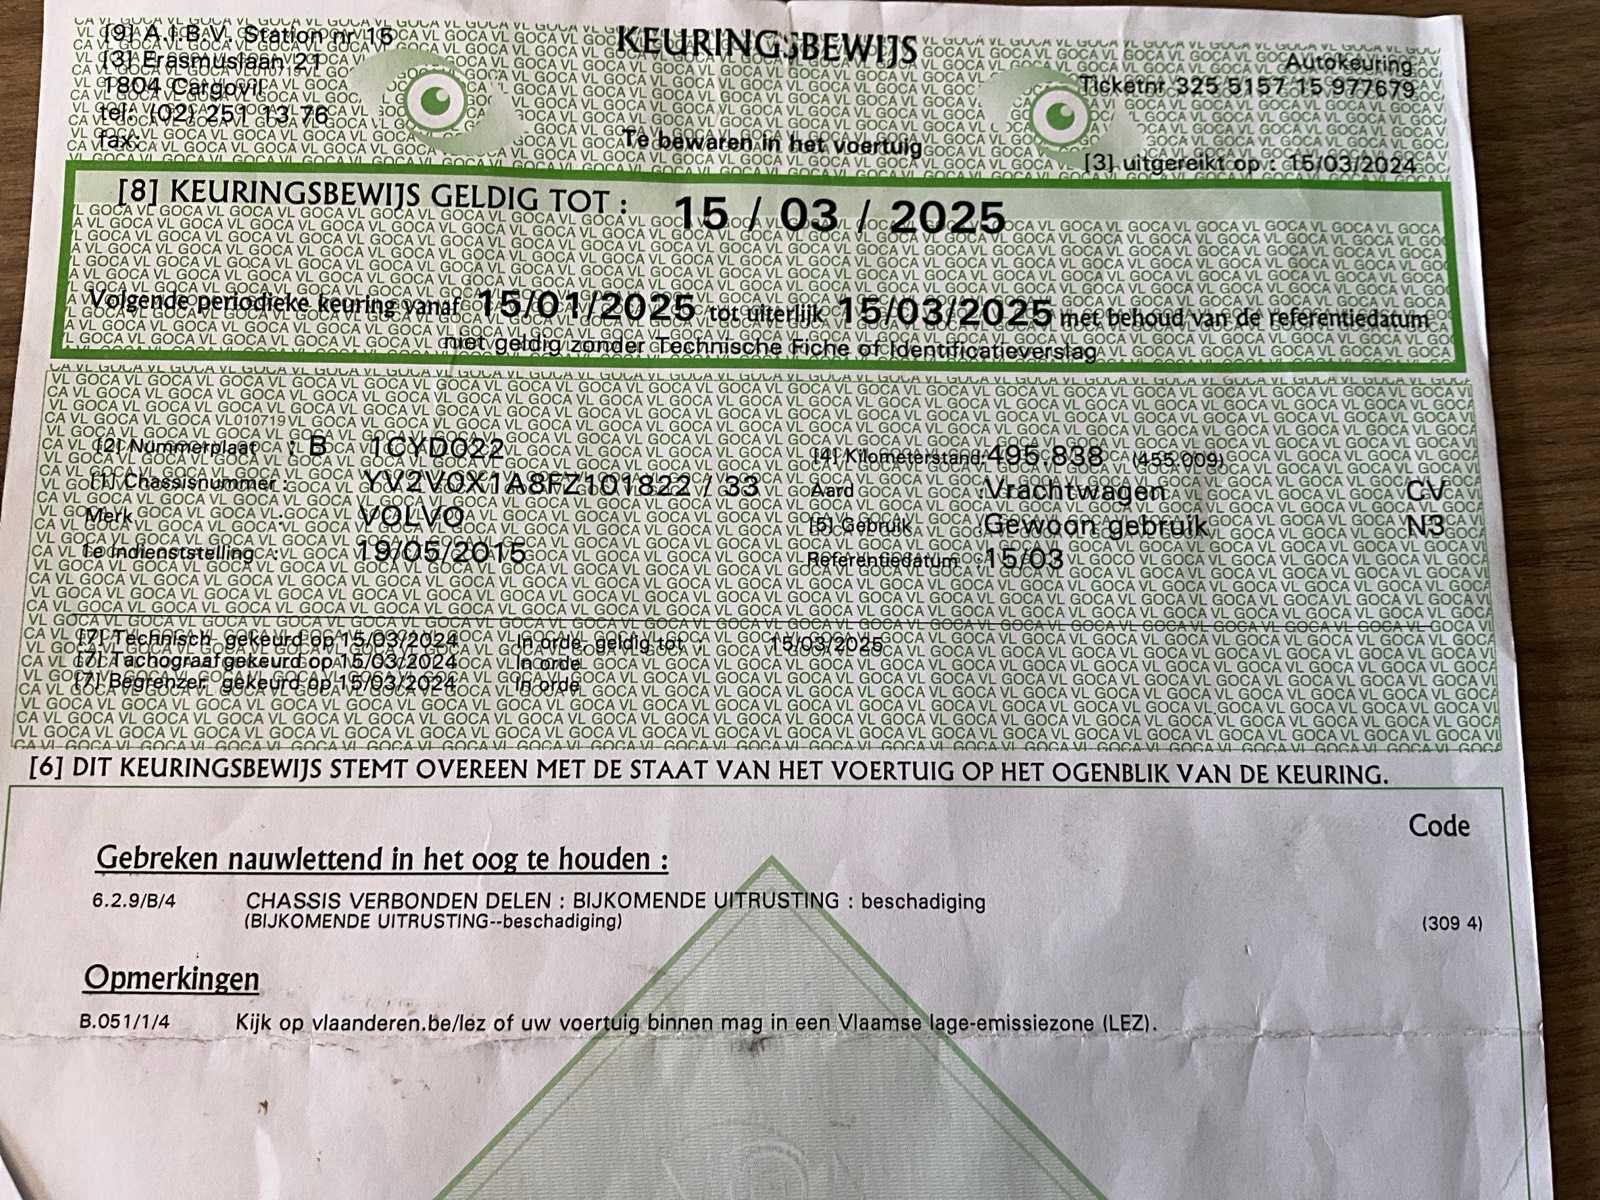 [9] A.I.B.V. Station nr 15
[3] Erasmuslaan 21
1804 Cargovil
tel: (02) 251 13 76
fax:
KEURINGSBEWIJS
Te bewaren in het voertuig
Autokeuring
Ticketnr 325 5157 15 977679
[3] uitgereikt op : 15/03/2024
[8] KEURINGSBEWIJS GELDIG TOT : 15 / 03 / 2025
Volgende periodieke keuring vanaf 15/01/2025 tot uiterlijk 15/03/2025 met behoud van de referentiedatum
niet geldig zonder Technische Fiche of Identificatieverslag
[2] Nummerplaat : B 1CYD022
[4] Kilometerstand: 495.838 (455.009)
[1] Chassisnummer : YV2V0X1A8FZ101822 / 33
Aard : Vrachtwagen CV
Merk : VOLVO
[5] Gebruik : Gewoon gebruik N3
1e Indienststelling : 19/05/2015
Referentiedatum : 15/03
[7] Technisch gekeurd op 15/03/2024 In orde geldig tot : 15/03/2025
[7] Tachograaf gekeurd op 15/03/2024 In orde
[7] Begrenzer gekeurd op 15/03/2024 In orde
[6] DIT KEURINGSBEWIJS STEMT OVEREEN MET DE STAAT VAN HET VOERTUIG OP HET OGENBLIK VAN DE KEURING.
Code
Gebreken nauwlettend in het oog te houden :
6.2.9/B/4 CHASSIS VERBONDEN DELEN : BIJKOMENDE UITRUSTING : beschadiging
(BIJKOMENDE UITRUSTING--beschadiging) (309 4)
Opmerkingen
B.051/1/4 Kijk op vlaanderen.be/lez of uw voertuig binnen mag in een Vlaamse lage-emissiezone (LEZ).